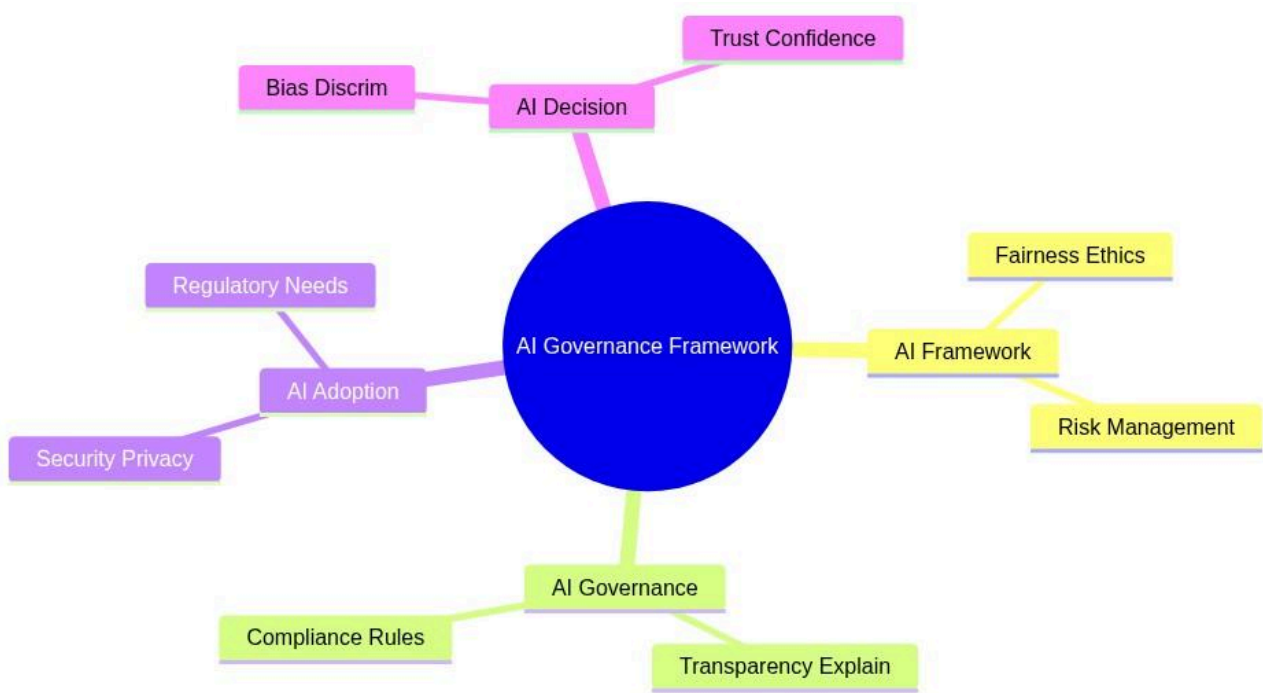 Trust Confidence
Bias Discrim
AI Decision
Fairness Ethics
Regulatory Needs
AI Governance Framework
AI Framework
AI Adoption
Risk Management
Security Privacy
AI Governance
Compliance Rules
Transparency Explain